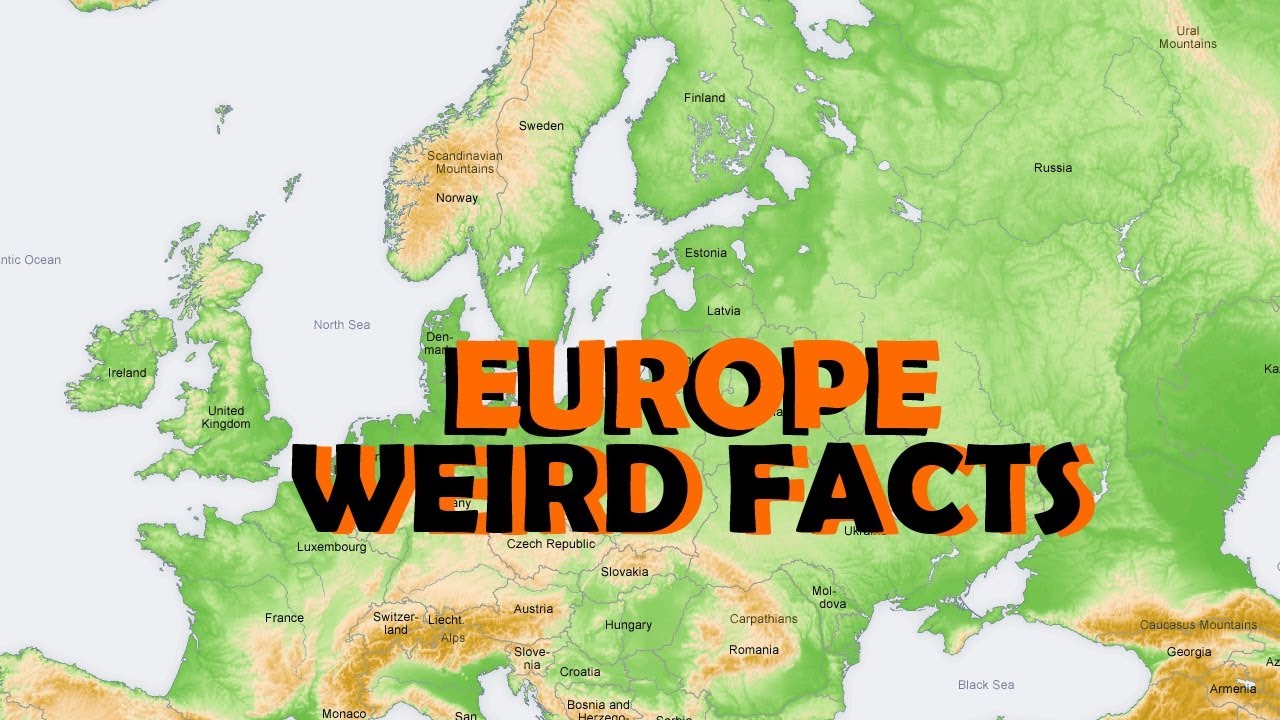 Ural
Mountains
Finland
Sweden
Scandinavian
Mountains
Russia
Norway
Estonia
ntic Ocean
Latvia
North Sea
Den-
mar
Ireland
Ka
United
Kingdom
EUROPE
WEIRD FACTS
any
Ukraine
Czech Republic
Luxembourg
Slovakia
Mol-
dova
Austria
France
Switzer-
land
Liecht.
Alps
Hungary
Carpathians
Caucasus Mountains
Romania
Georgia
Slove-
nia
Croatia
Az
Black Sea
Armenia
Bosnia and
Herzego-
Monaco
San
Serbia